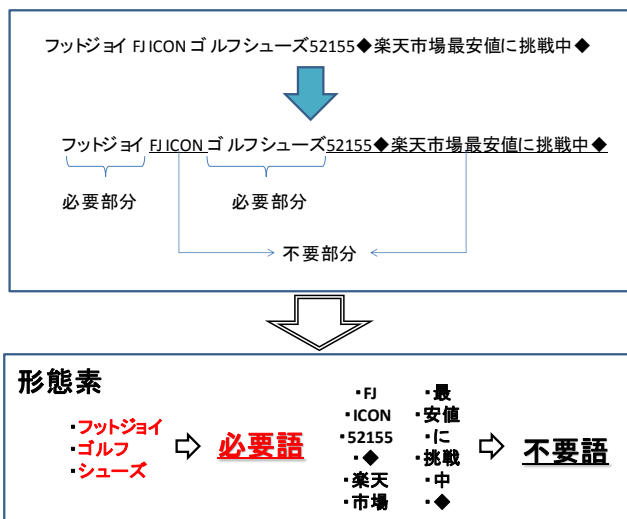 フットジョイ FJ ICON ゴルフシューズ52155◆楽天市場最安値に挑戦中◆
フットジョイ FJ ICON ゴルフシューズ52155◆楽天市場最安値に挑戦中◆
必要部分
必要部分
不要部分
形態素
・フットジョイ
・ゴルフ
・シューズ
必要語
・FJ
・ICON
・52155
・◆
・楽天
・市場
・最
・安値
・に
・挑戦
・中
・◆
不要語